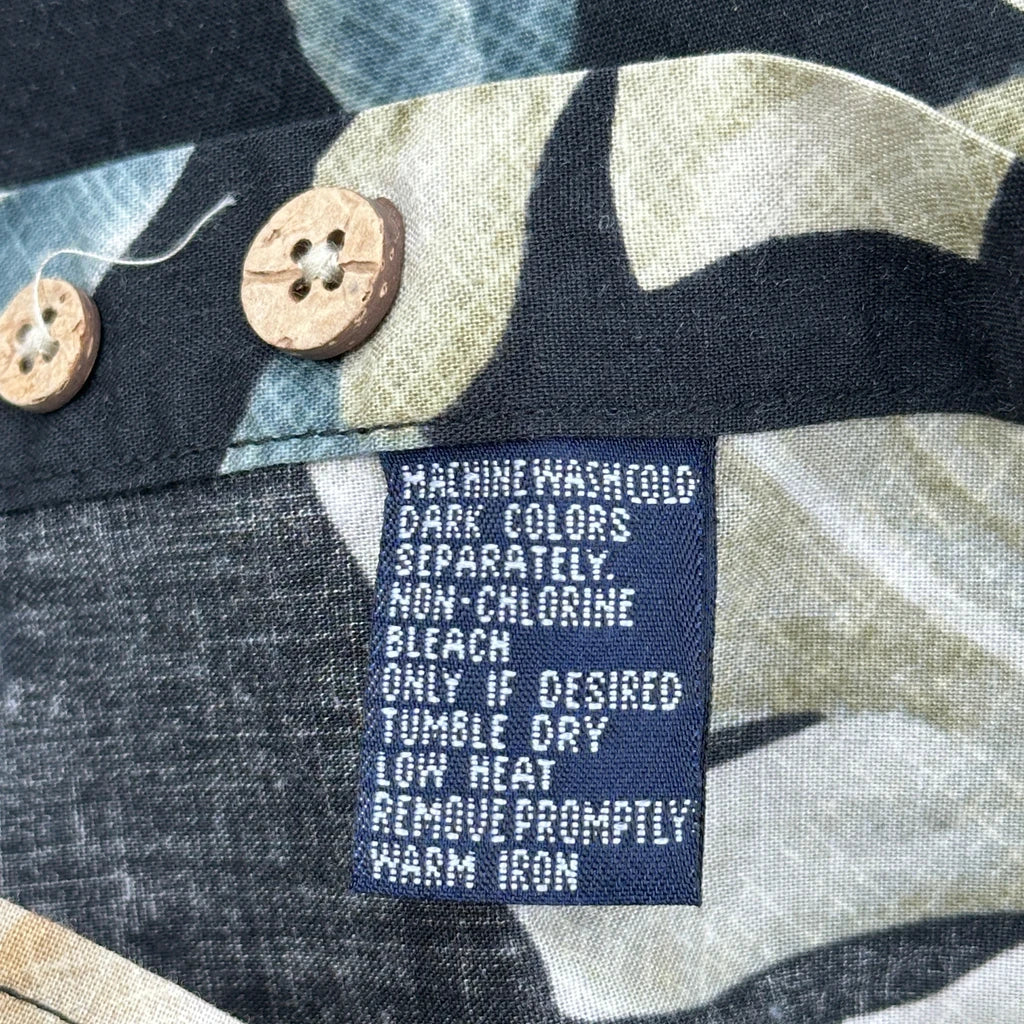 MACHINE WASH COLD
DARK COLORS
SEPARATELY.
NON-CHLORINE
BLEACH
ONLY IF DESIRED
TUMBLE DRY
LOW HEAT
REMOVE PROMPTLY
WARM IRON